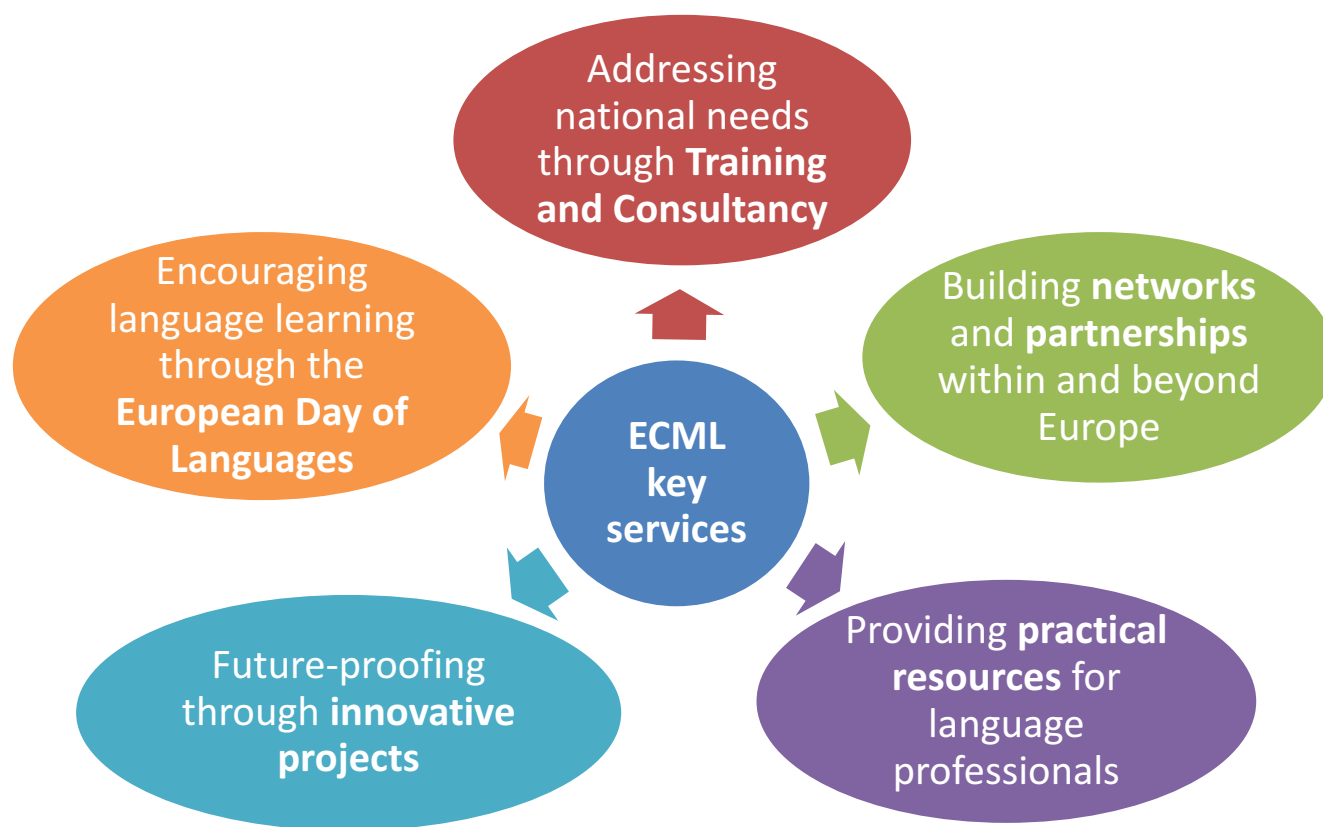 Addressing
national needs
through Training
and Consultancy
Encouraging
language learning
through the
European Day of
Languages
Building networks
and partnerships
within and beyond
Europe
ECML
key
services
Future-proofing
through innovative
projects
Providing practical
resources for
language
professionals